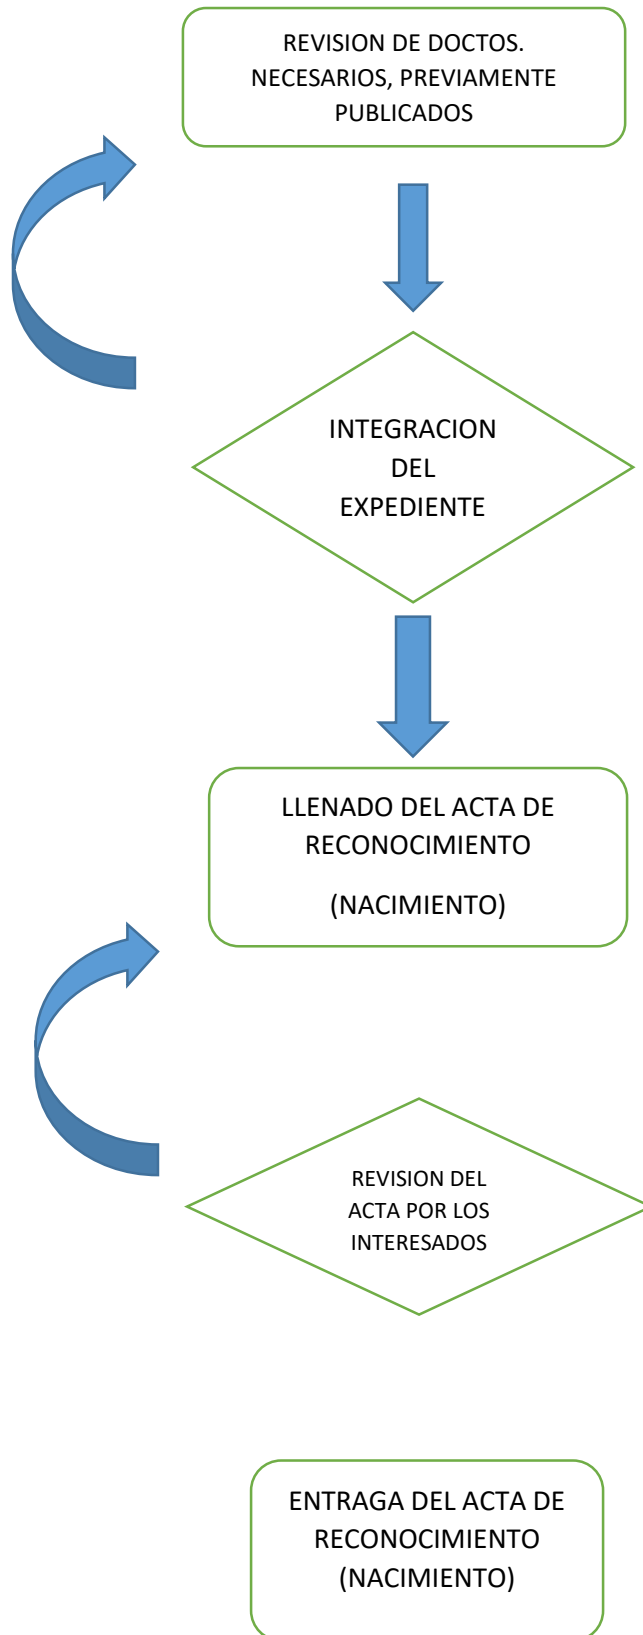 REVISION DE DOCTOS.
NECESARIOS, PREVIAMENTE
PUBLICADOS
INTEGRACION
DEL
EXPEDIENTE
LLENADO DEL ACTA DE
RECONOCIMIENTO
(NACIMIENTO)
REVISION DEL
ACTA POR LOS
INTERESADOS
ENTRAGA DEL ACTA DE
RECONOCIMIENTO
(NACIMIENTO)